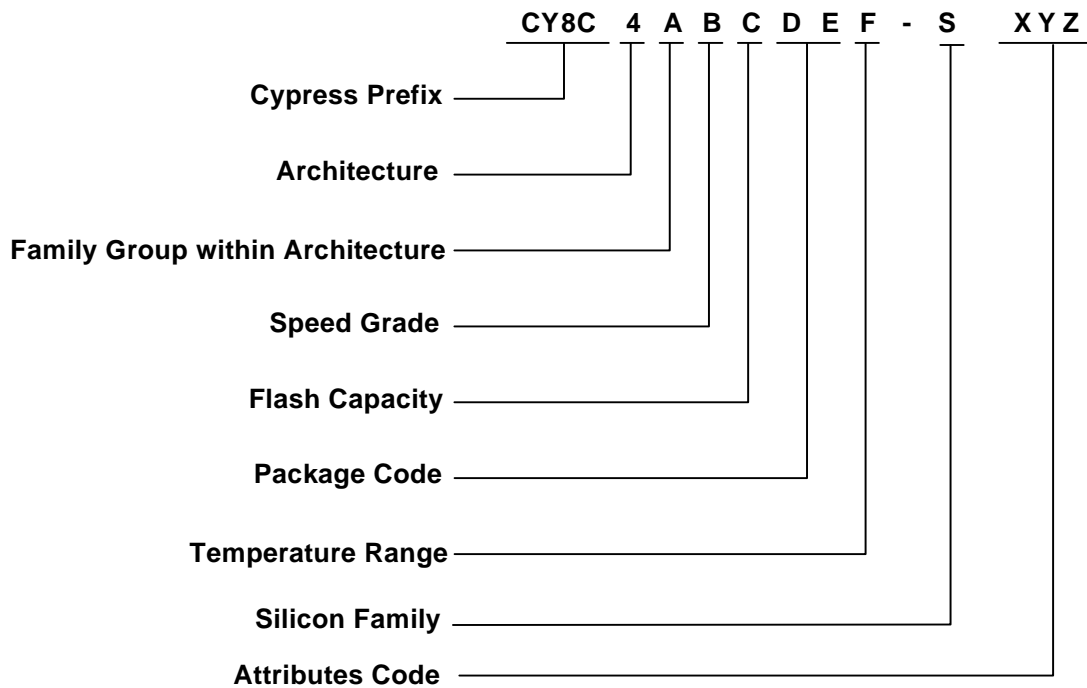 CY8C 4 A B C D E F - S X Y Z
Cypress Prefix
Architecture
Family Group within Architecture
Speed Grade
Flash Capacity
Package Code
Temperature Range
Silicon Family
Attributes Code